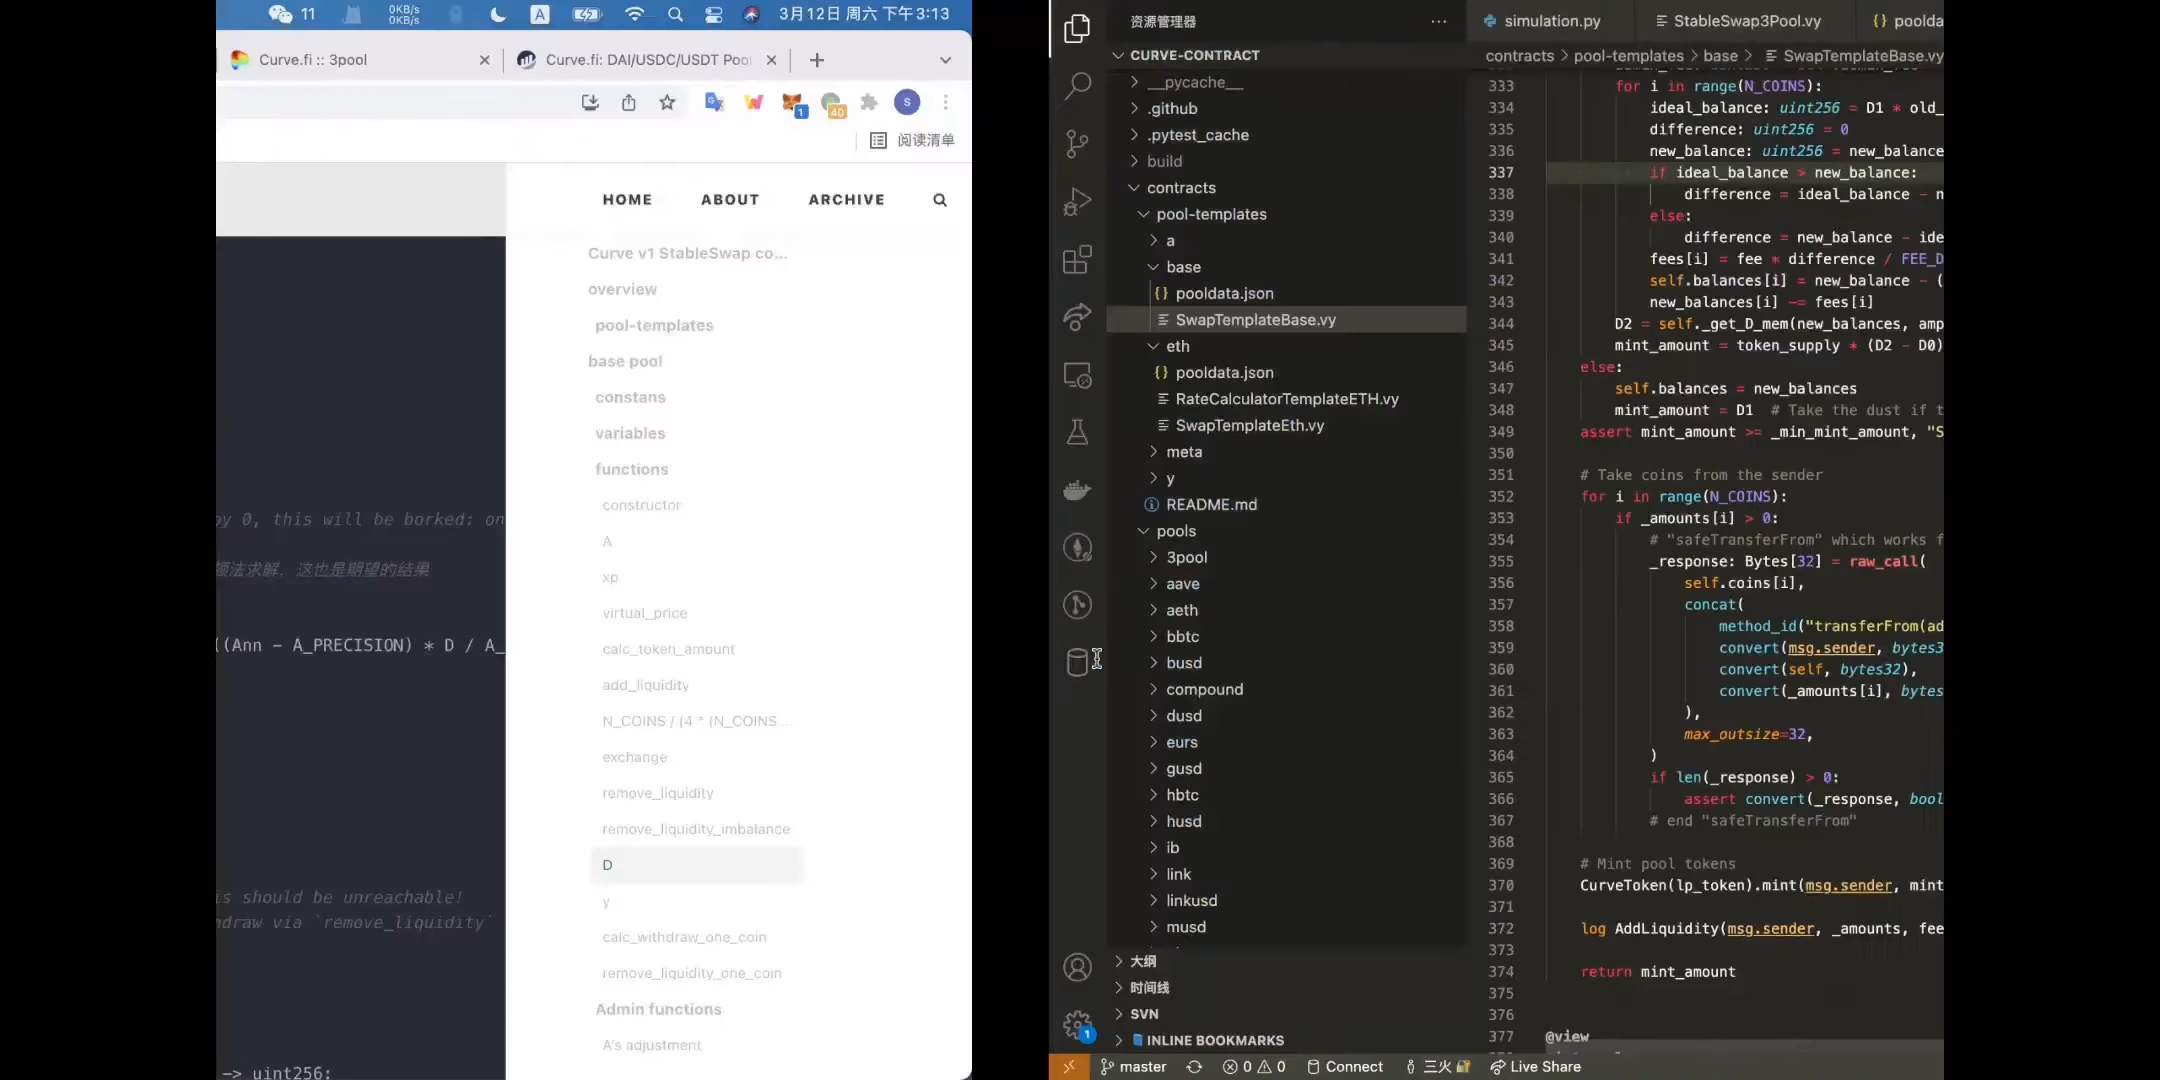 11
0KB/s
0KB/s
A
3月12日 周六 下午3:13
Curve.fi :: 3pool
Curve.fi: DAI/USDC/USDT Poo
1
40
S
阅读清单
HOME
ABOUT
ARCHIVE
by 0, this will be borked: on
顿法求解，这也是期望的结果
((Ann - A_PRECISION) * D / A_
is should be unreachable!
hdraw via `remove_liquidity`
-> uint256:
Curve v1 StableSwap co...
overview
pool-templates
base pool
constans
variables
functions
constructor
A
xp
virtual_price
calc_token_amount
add_liquidity
N_COINS / (4 * (N_COINS ...
exchange
remove_liquidity
remove_liquidity_imbalance
D
y
calc_withdraw_one_coin
remove_liquidity_one_coin
Admin functions
A's adjustment
资源管理器
CURVE-CONTRACT
__pycache__
.github
.pytest_cache
build
contracts
pool-templates
a
base
{} pooldata.json
SwapTemplateBase.vy
eth
{} pooldata.json
RateCalculatorTemplateETH.vy
SwapTemplateEth.vy
meta
y
README.md
pools
3pool
aave
aeth
bbtc
busd
compound
dusd
eurs
gusd
hbtc
husd
ib
link
linkusd
musd
大纲
时间线
SVN
INLINE BOOKMARKS
1
simulation.py
StableSwap3Pool.vy
{} poolda
contracts > pool-templates > base > SwapTemplateBase.vy
333 for i in range(N_COINS):
334 ideal_balance: uint256 = D1 * old_
335 difference: uint256 = 0
336 new_balance: uint256 = new_balance
337 if ideal_balance > new_balance:
338 difference = ideal_balance - n
339 else:
340 difference = new_balance - ide
341 fees[i] = fee * difference / FEE_D
342 self.balances[i] = new_balance - (
343 new_balances[i] -= fees[i]
344 D2 = self._get_D_mem(new_balances, amp
345 mint_amount = token_supply * (D2 - D0)
346 else:
347 self.balances = new_balances
348 mint_amount = D1 # Take the dust if t
349 assert mint_amount >= _min_mint_amount, "S
350
351 # Take coins from the sender
352 for i in range(N_COINS):
353 if _amounts[i] > 0:
354 # "safeTransferFrom" which works f
355 _response: Bytes[32] = raw_call(
356 self.coins[i],
357 concat(
358 method_id("transferFrom(ad
359 convert(msg.sender, bytes3
360 convert(self, bytes32),
361 convert(_amounts[i], bytes
362 ),
363 max_outsize=32,
364 )
365 if len(_response) > 0:
366 assert convert(_response, bool
367 # end "safeTransferFrom"
368
369 # Mint pool tokens
370 CurveToken(lp_token).mint(msg.sender, mint
371
372 log AddLiquidity(msg.sender, _amounts, fee
373
374 return mint_amount
375
376
377 @view
master
0
0
Connect
三火
Live Share